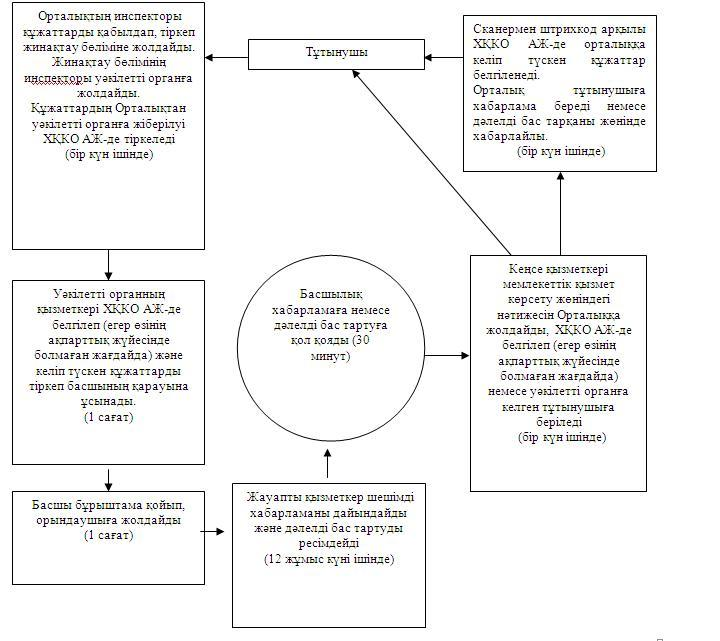 Орталықтың инспекторы
құжаттарды қабылдап, тіркеп
жинақтау бөліміне жолдайды.
Жинақтау бөлімінің
инспекторы уәкілетті органға
жолдайды.
Құжаттардың Орталықтан
уәкілетті органға жіберілуі
ХҚКО АЖ-де тіркеледі
(бір күн ішінде)
Тұтынушы
Сканермен штрихкод арқылы
ХҚКО АЖ-де орталыққа
келіп түскен құжаттар
белгіленеді.
Орталық тұтынушыға
хабарлама береді немесе
дәлелді бас тарқаны жөнінде
хабарлайлы.
(бір күн ішінде)
Уәкілетті органның
қызметкері ХҚКО АЖ-де
белгілеп (егер өзінің
ақпарттық жүйесінде
болмаған жағдайда) және
келіп түскен құжаттарды
тіркеп басшының қарауына
ұсынады.
(1 сағат)
Басшылық
хабарламаға немесе
дәлелді бас тартуға
қол қояды (30
минут)
Кеңсе қызметкері
мемлекеттік қызмет
көрсету жөніндегі
нәтижесін Орталыққа
жолдайды, ХҚКО АЖ-де
белгілеп (егер өзінің
ақпарттық жүйесінде
болмаған жағдайда)
немесе уәкілетті органға
келген тұтынушыға
беріледі
(бір күн ішінде)
Басшы бұрыштама қойып,
орындаушыға жолдайды
(1 сағат)
Жауапты қызметкер шешімді
хабарламаны дайындайды
және дәлелді бас тартуды
ресімдейді
(12 жұмыс күні ішінде)